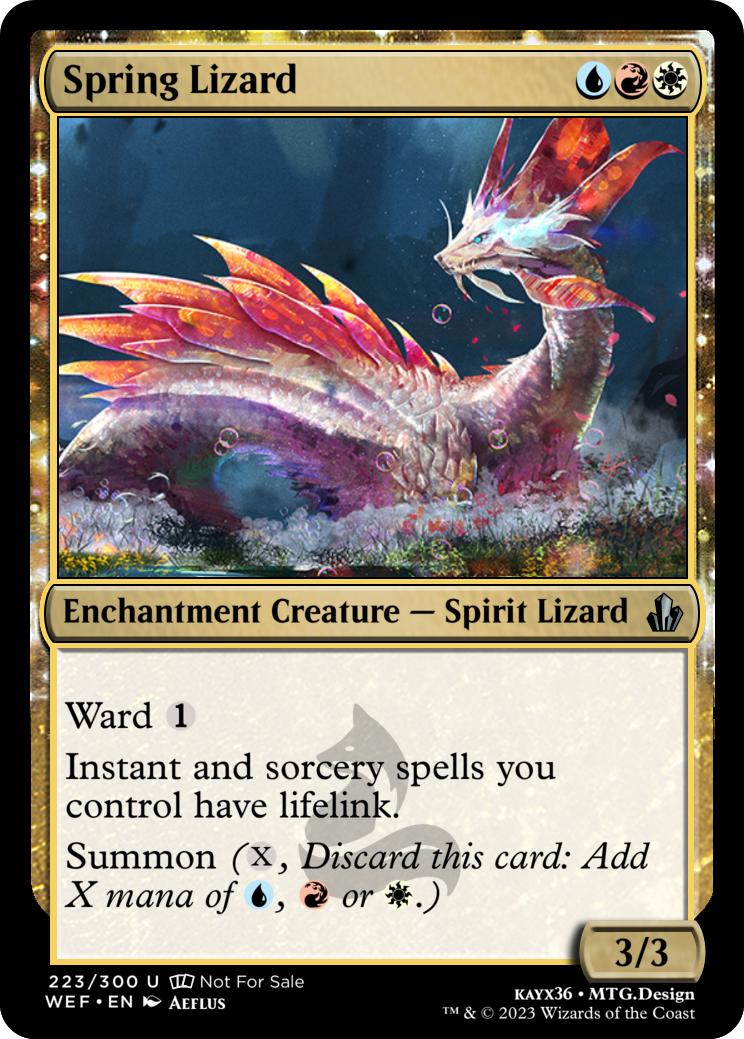 Spring Lizard
Enchantment Creature — Spirit Lizard
Ward 1
Instant and sorcery spells you
control have lifelink.
Summon (X, Discard this card: Add
X mana of , or .)
3/3
223/300 U Not For Sale
WEF • EN Aeflus
KAYX36 • MTG.Design
™ & © 2023 Wizards of the Coast